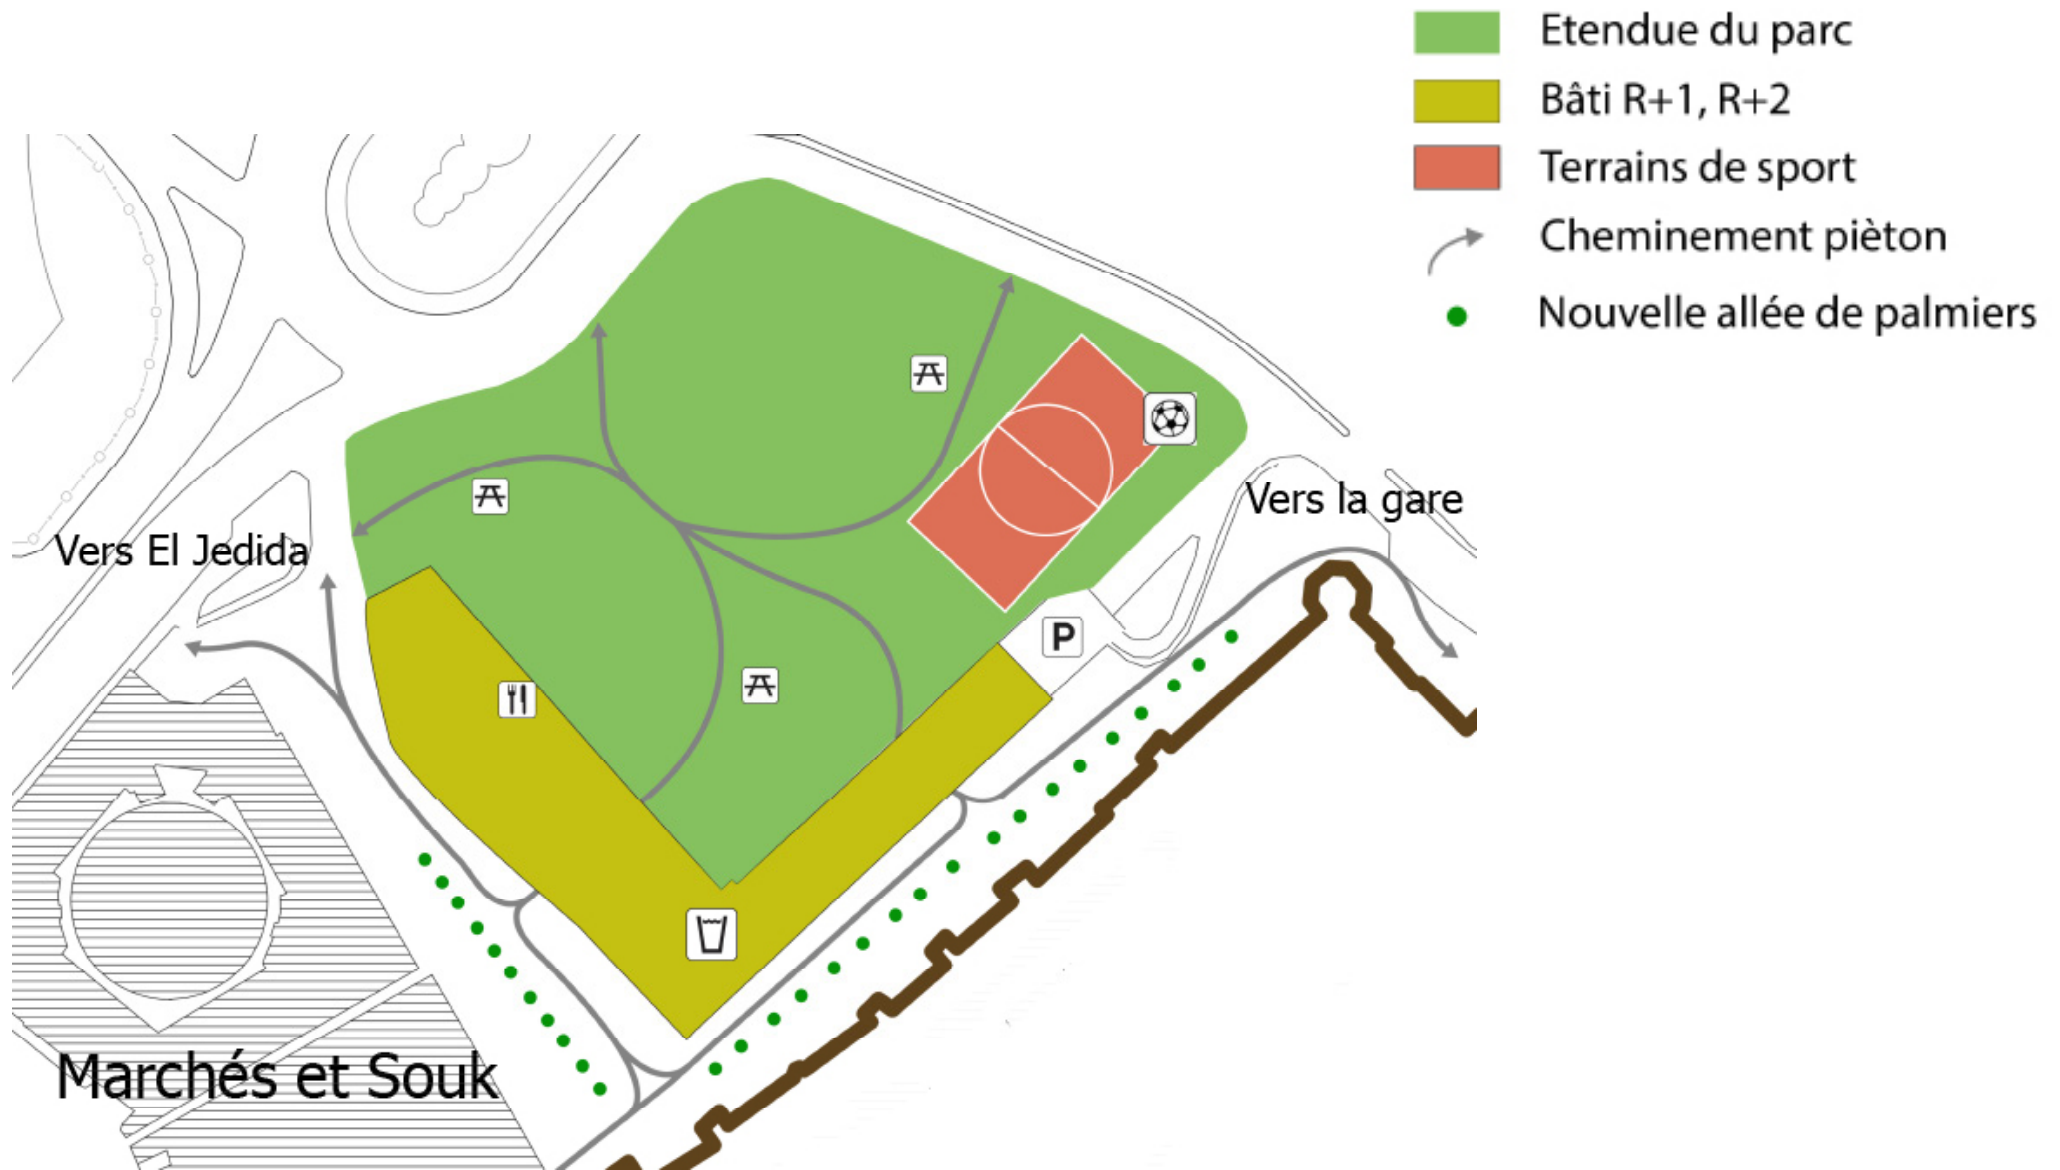 Etendue du parc
Bâti R+1, R+2
Terrains de sport
Cheminement pièton
Nouvelle allée de palmiers
Vers la gare
Vers El Jedida
P
Marchés et Souk